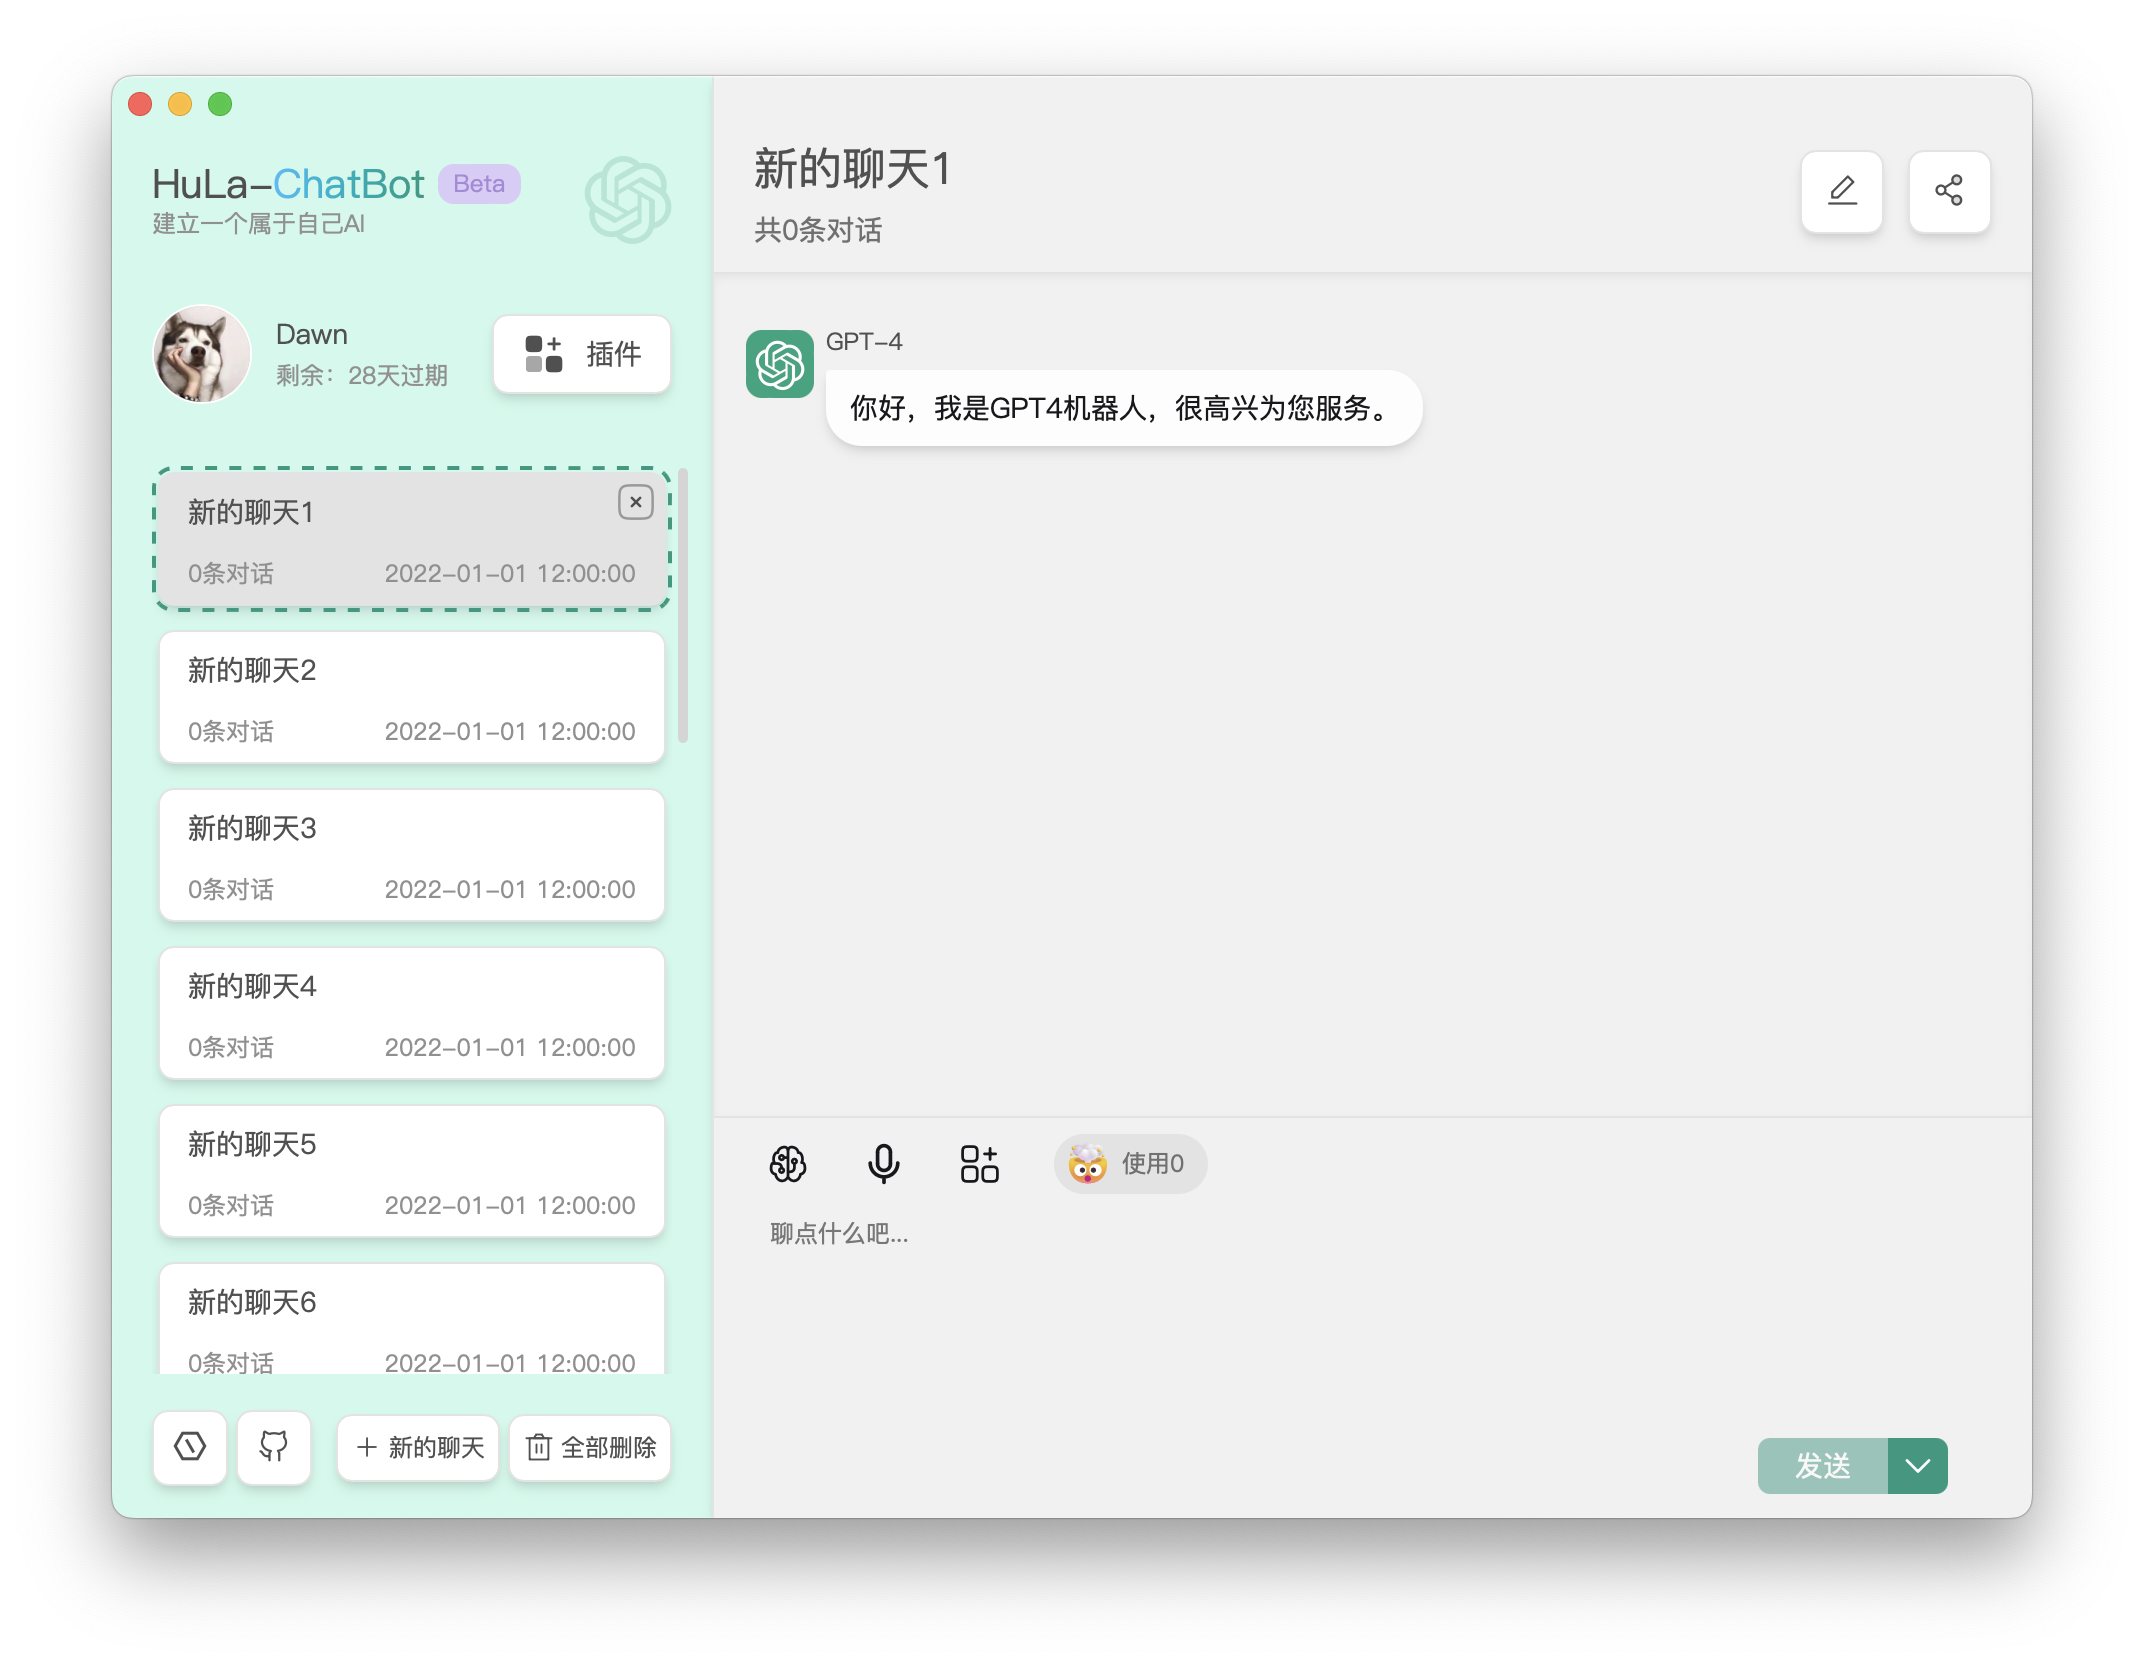 HuLa-ChatBot Beta
建立一个属于自己AI
Dawn
剩余：28天过期
插件
新的聊天1
0条对话 2022-01-01 12:00:00
新的聊天2
0条对话 2022-01-01 12:00:00
新的聊天3
0条对话 2022-01-01 12:00:00
新的聊天4
0条对话 2022-01-01 12:00:00
新的聊天5
0条对话 2022-01-01 12:00:00
新的聊天6
0条对话 2022-01-01 12:00:00
新的聊天
全部删除
新的聊天1
共0条对话
GPT-4
你好，我是GPT4机器人，很高兴为您服务。
使用0
聊点什么吧...
发送